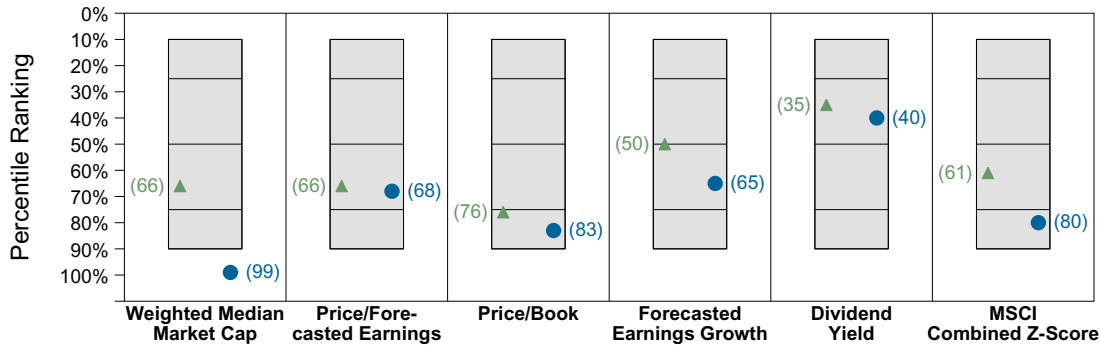 Percentile Ranking
0%
10%
20%
30%
40%
50%
60%
70%
80%
90%
100%
(66)
(99)
(66)
(68)
(76)
(83)
(50)
(65)
(35)
(40)
(61)
(80)
Weighted Median
Market Cap
Price/Fore-
casted Earnings
Price/Book
Forecasted
Earnings Growth
Dividend
Yield
MSCI
Combined Z-Score